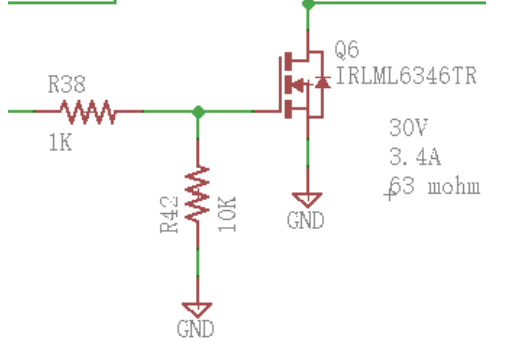 Q6
IRLML6346TR
R38
1K
30V
3.4A
63 mohm
R42
10K
GND
GND